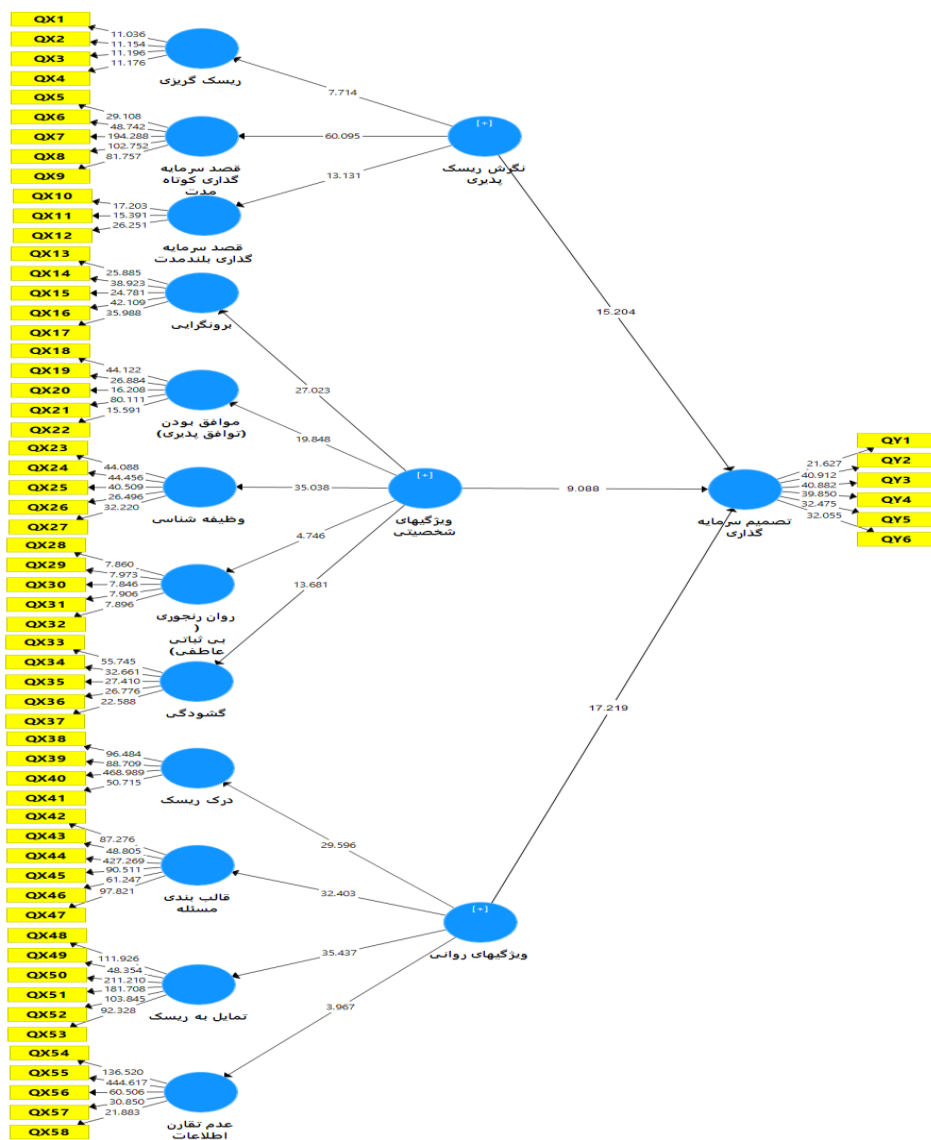 QX1
QX2
QX3
QX4
11.036
11.154
11.196
11.176
ریسک گریزی
QX5
QX6
QX7
QX8
QX9
29.108
48.742
194.288
102.752
81.757
قصد سرمایه
گذاری کوتاه
مدت
QX10
QX11
QX12
17.203
15.391
26.251
قصد سرمایه
گذاری بلندمدت
7.714
60.095
13.131
[+]
نگرش ریسک
پذیری
QX13
QX14
QX15
QX16
QX17
25.885
38.923
24.781
42.109
35.988
برونگرایی
QX18
QX19
QX20
QX21
QX22
44.122
26.884
16.208
80.111
15.591
موافق بودن
(توافق پذیری)
QX23
QX24
QX25
QX26
QX27
44.088
44.456
40.509
26.496
32.220
وظیفه شناسی
QX28
QX29
QX30
QX31
QX32
7.860
7.973
7.846
7.906
7.896
روان رنجوری
(
بی ثباتی
عاطفی)
QX33
QX34
QX35
QX36
QX37
55.745
32.661
27.410
26.776
22.588
گشودگی
27.023
19.848
35.038
4.746
13.681
[+]
ویژگیهای
شخصیتی
QX38
QX39
QX40
QX41
96.484
88.709
468.989
50.715
درک ریسک
QX42
QX43
QX44
QX45
QX46
QX47
87.276
48.805
427.269
90.511
61.247
97.821
قالب بندی
مسئله
QX48
QX49
QX50
QX51
QX52
QX53
111.926
48.354
211.210
181.708
103.845
92.328
تمایل به ریسک
QX54
QX55
QX56
QX57
QX58
136.520
444.617
60.506
30.850
21.883
عدم تقارن
اطلاعات
29.596
32.403
35.437
3.967
[+]
ویژگیهای روانی
15.204
9.088
17.219
تصمیم سرمایه
گذاری
21.627
40.912
40.882
39.850
32.475
32.055
QY1
QY2
QY3
QY4
QY5
QY6